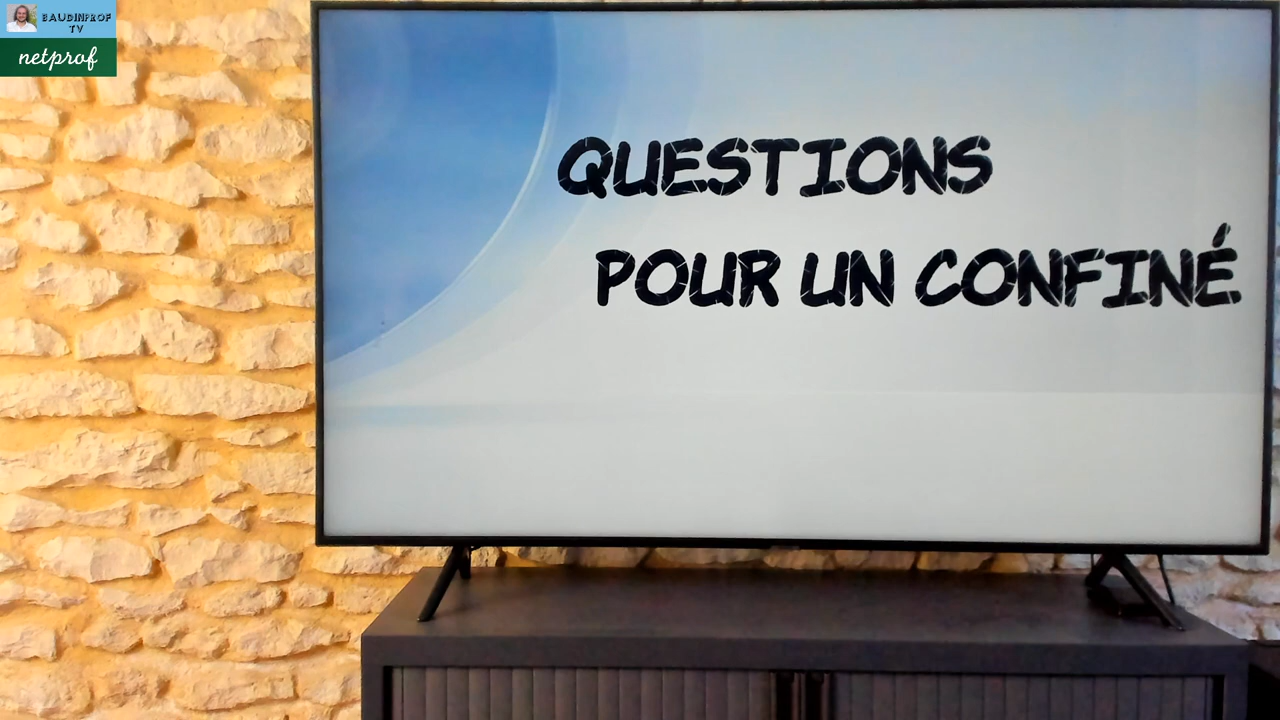 BAUDINPROF
TV
netprof
QUESTIONS
POUR UN CONFINÉ